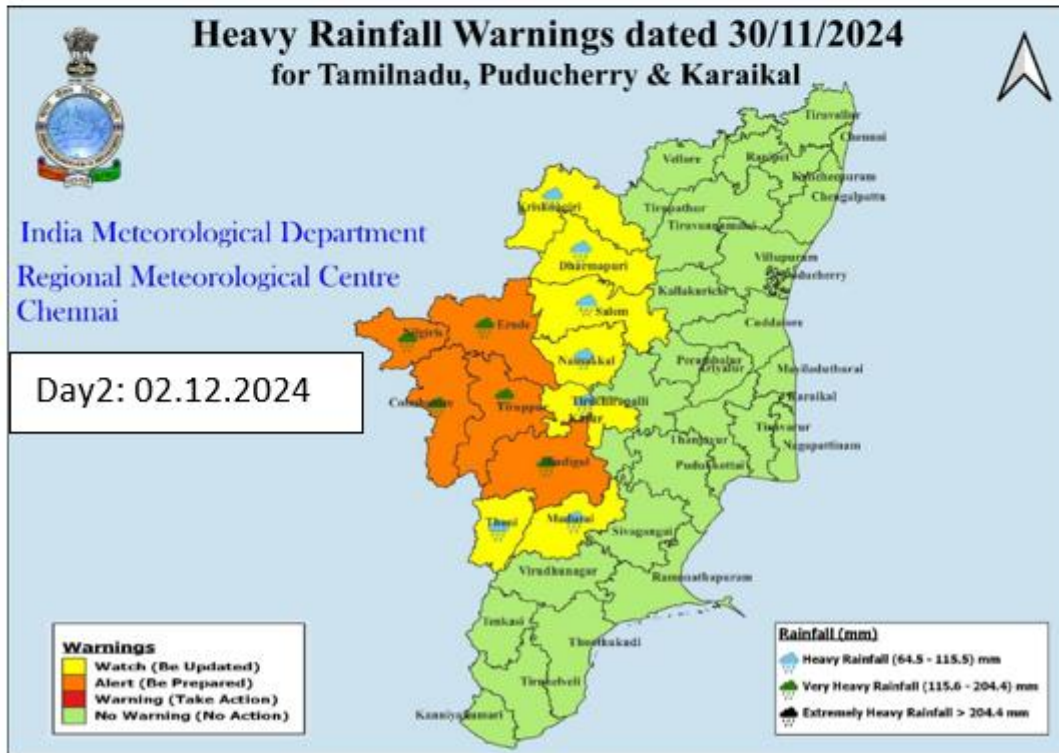 Heavy Rainfall Warnings dated 30/11/2024
for Tamilnadu, Puducherry & Karaikal
India Meteorological Department
Regional Meteorological Centre
Chennai
Day2: 02.12.2024
Tiruvallur
Chennai
Vellore
Ranipet
Kancheepuram
Chengalpattu
Krishnagiri
Tirupathur
Tiruvannamalai
Villupuram
Puducherry
Dharmapuri
Kallakurichi
Salem
Cuddalore
Nilgiris
Erode
Namakkal
Perambalur
Ariyalur
Mayiladuthurai
Karaikal
Coimbatore
Tiruppur
Tiruchirapalli
Karur
Tiruvarur
Thanjavur
Nagapattinam
Dindigul
Pudukkottai
Theni
Madurai
Sivagangai
Virudhunagar
Ramanathapuram
Tenkasi
Thoothukudi
Tirunelveli
Kanniyakumari
Warnings
Watch (Be Updated)
Alert (Be Prepared)
Warning (Take Action)
No Warning (No Action)
Rainfall (mm)
Heavy Rainfall (64.5 - 115.5) mm
Very Heavy Rainfall (115.6 - 204.4) mm
Extremely Heavy Rainfall > 204.4 mm